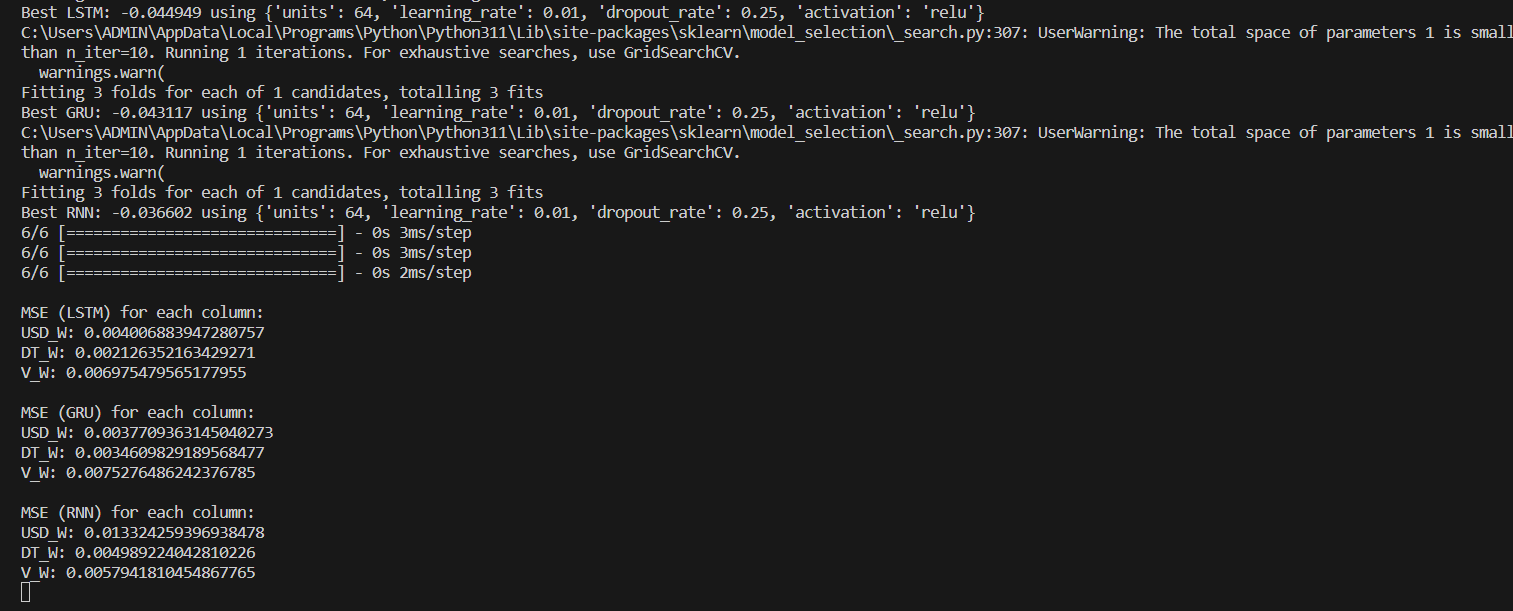 Best LSTM: -0.044949 using {'units': 64, 'learning_rate': 0.01, 'dropout_rate': 0.25, 'activation': 'relu'}
C:\Users\ADMIN\AppData\Local\Programs\Python\Python311\Lib\site-packages\sklearn\model_selection\_search.py:307: UserWarning: The total space of parameters 1 is small
than n_iter=10. Running 1 iterations. For exhaustive searches, use GridSearchCV.
  warnings.warn(
Fitting 3 folds for each of 1 candidates, totalling 3 fits
Best GRU: -0.043117 using {'units': 64, 'learning_rate': 0.01, 'dropout_rate': 0.25, 'activation': 'relu'}
C:\Users\ADMIN\AppData\Local\Programs\Python\Python311\Lib\site-packages\sklearn\model_selection\_search.py:307: UserWarning: The total space of parameters 1 is small
than n_iter=10. Running 1 iterations. For exhaustive searches, use GridSearchCV.
  warnings.warn(
Fitting 3 folds for each of 1 candidates, totalling 3 fits
Best RNN: -0.036602 using {'units': 64, 'learning_rate': 0.01, 'dropout_rate': 0.25, 'activation': 'relu'}
6/6 [==============================] - 0s 3ms/step
6/6 [==============================] - 0s 3ms/step
6/6 [==============================] - 0s 2ms/step

MSE (LSTM) for each column:
USD_W: 0.004006883947280757
DT_W: 0.002126352163429271
V_W: 0.006975479565177955

MSE (GRU) for each column:
USD_W: 0.0037709363145040273
DT_W: 0.0034609829189568477
V_W: 0.0075276486242376785

MSE (RNN) for each column:
USD_W: 0.013324259396938478
DT_W: 0.004989224042810226
V_W: 0.0057941810454867765